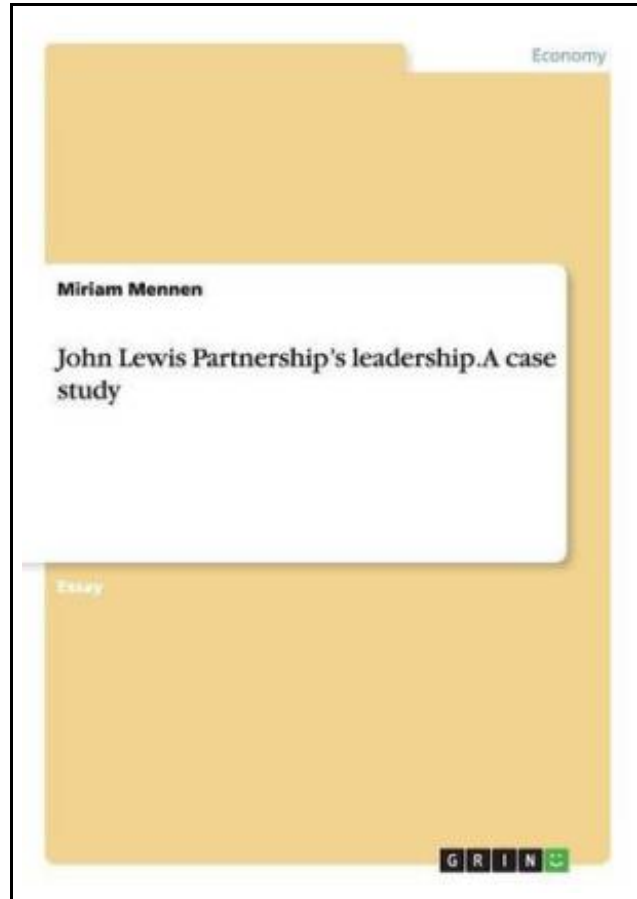 Economy
Miriam Mennen
John Lewis Partnership's leadership. A case
study
Essay
GRIN